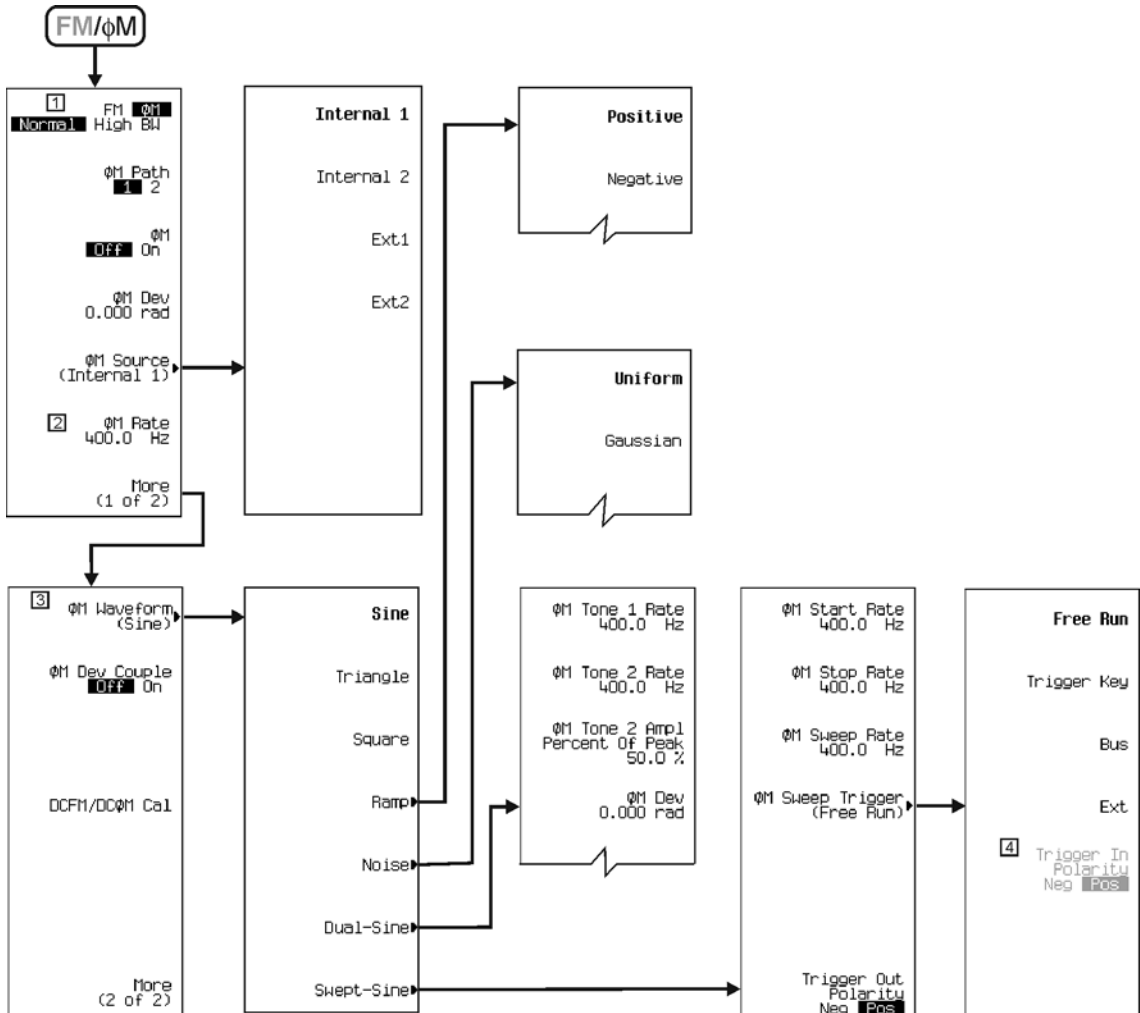 FM/ϕM
1
FM ϕM
Normal High BW
ϕM Path
1 2
ϕM
Off On
ϕM Dev
0.000 rad
ϕM Source
(Internal 1)
2
ϕM Rate
400.0 Hz
More
(1 of 2)
Internal 1
Internal 2
Ext1
Ext2
Positive
Negative
Uniform
Gaussian
3
ϕM Waveform
(Sine)
ϕM Dev Couple
Off On
DCFM/DCϕM Cal
More
(2 of 2)
Sine
Triangle
Square
Ramp
Noise
Dual-Sine
Swept-Sine
ϕM Tone 1 Rate
400.0 Hz
ϕM Tone 2 Rate
400.0 Hz
ϕM Tone 2 Ampl
Percent Of Peak
50.0 %
ϕM Dev
0.000 rad
ϕM Start Rate
400.0 Hz
ϕM Stop Rate
400.0 Hz
ϕM Sweep Rate
400.0 Hz
ϕM Sweep Trigger
(Free Run)
Trigger Out
Polarity
Neg Pos
Free Run
Trigger Key
Bus
Ext
4
Trigger In
Polarity
Neg Pos